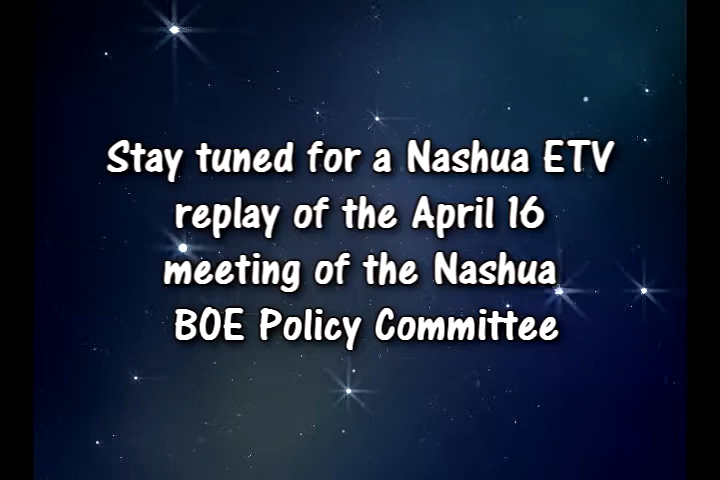 Stay tuned for a Nashua ETV
replay of the April 16
meeting of the Nashua
BOE Policy Committee